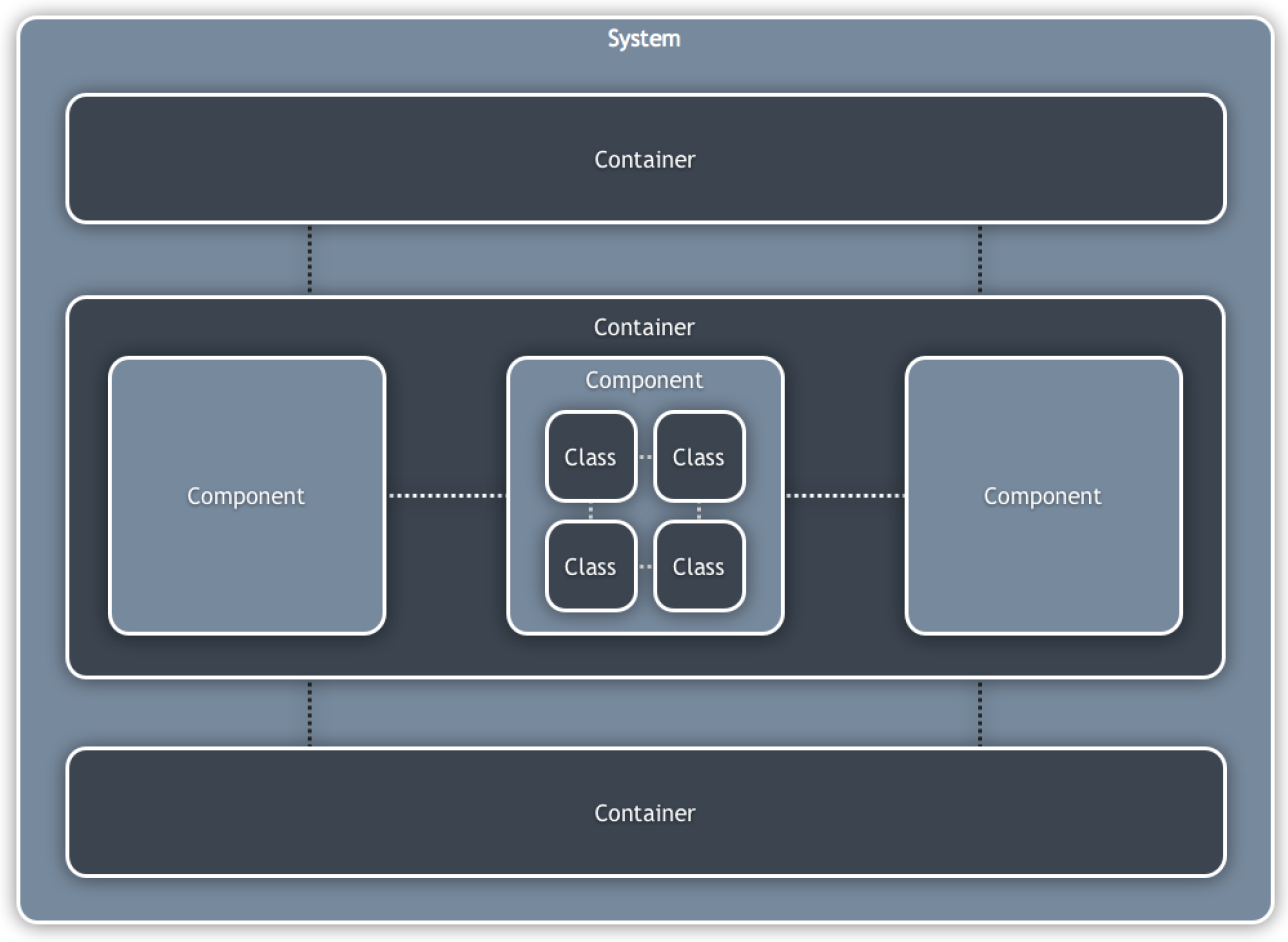 System
Container
Container
Component
Component
Class
Class
Class
Class
Component
Container